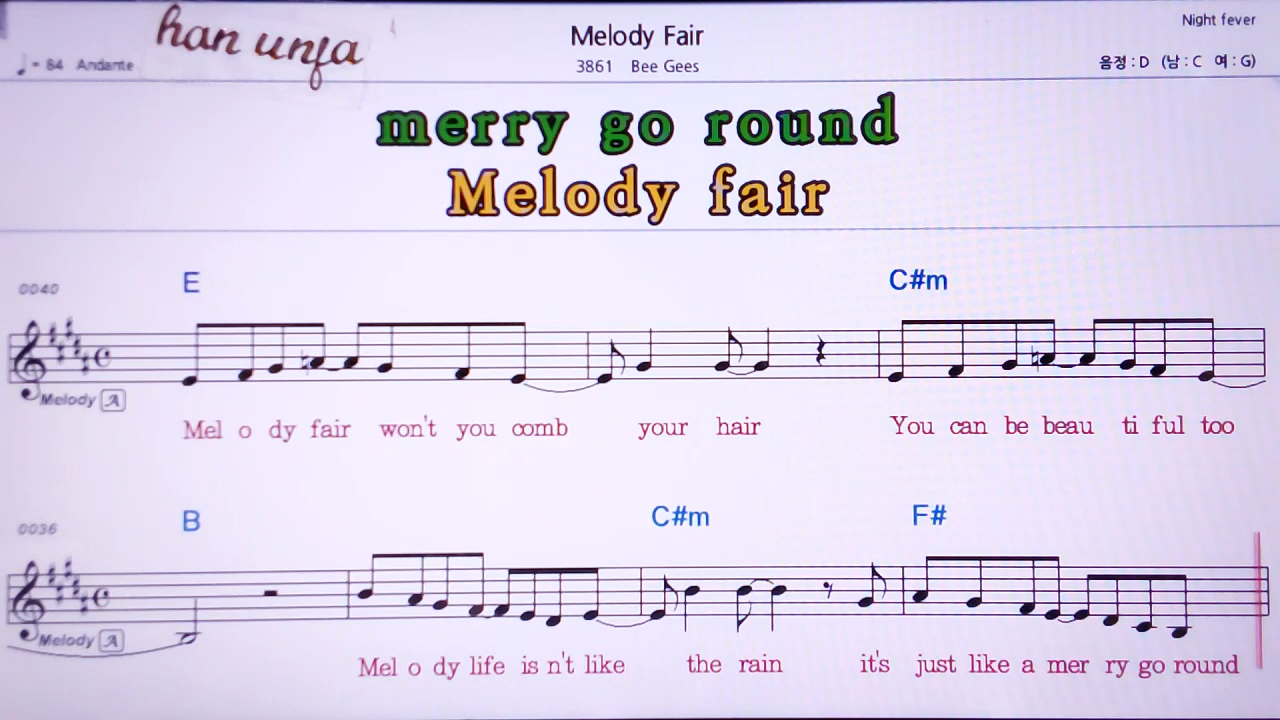 han unja
Melody Fair
Night fever
♩= 84 Andante
3861 Bee Gees
음정 : D (남 : C 여 : G)
merry go round
Melody fair
0040
E C#m
Melody A
Mel o dy fair won't you comb your hair You can be beau ti ful too
0036
B C#m F#
Melody A
Mel o dy life is n't like the rain it's just like a mer ry go round